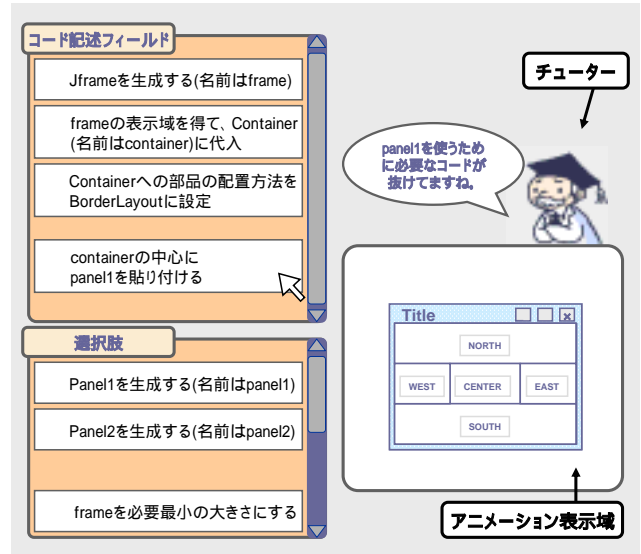 コード記述フィールド
Jframeを生成する(名前はframe)
frameの表示域を得て、Container
(名前はcontainer)に代入
Containerへの部品の配置方法を
BorderLayoutに設定
containerの中心に
panel1を貼り付ける
選択肢
Panel1を生成する(名前はpanel1)
Panel2を生成する(名前はpanel2)
frameを必要最小の大きさにする
チューター
panel1を使うため
に必要なコードが
抜けてますね。
Title
NORTH
WEST
CENTER
EAST
SOUTH
アニメーション表示域